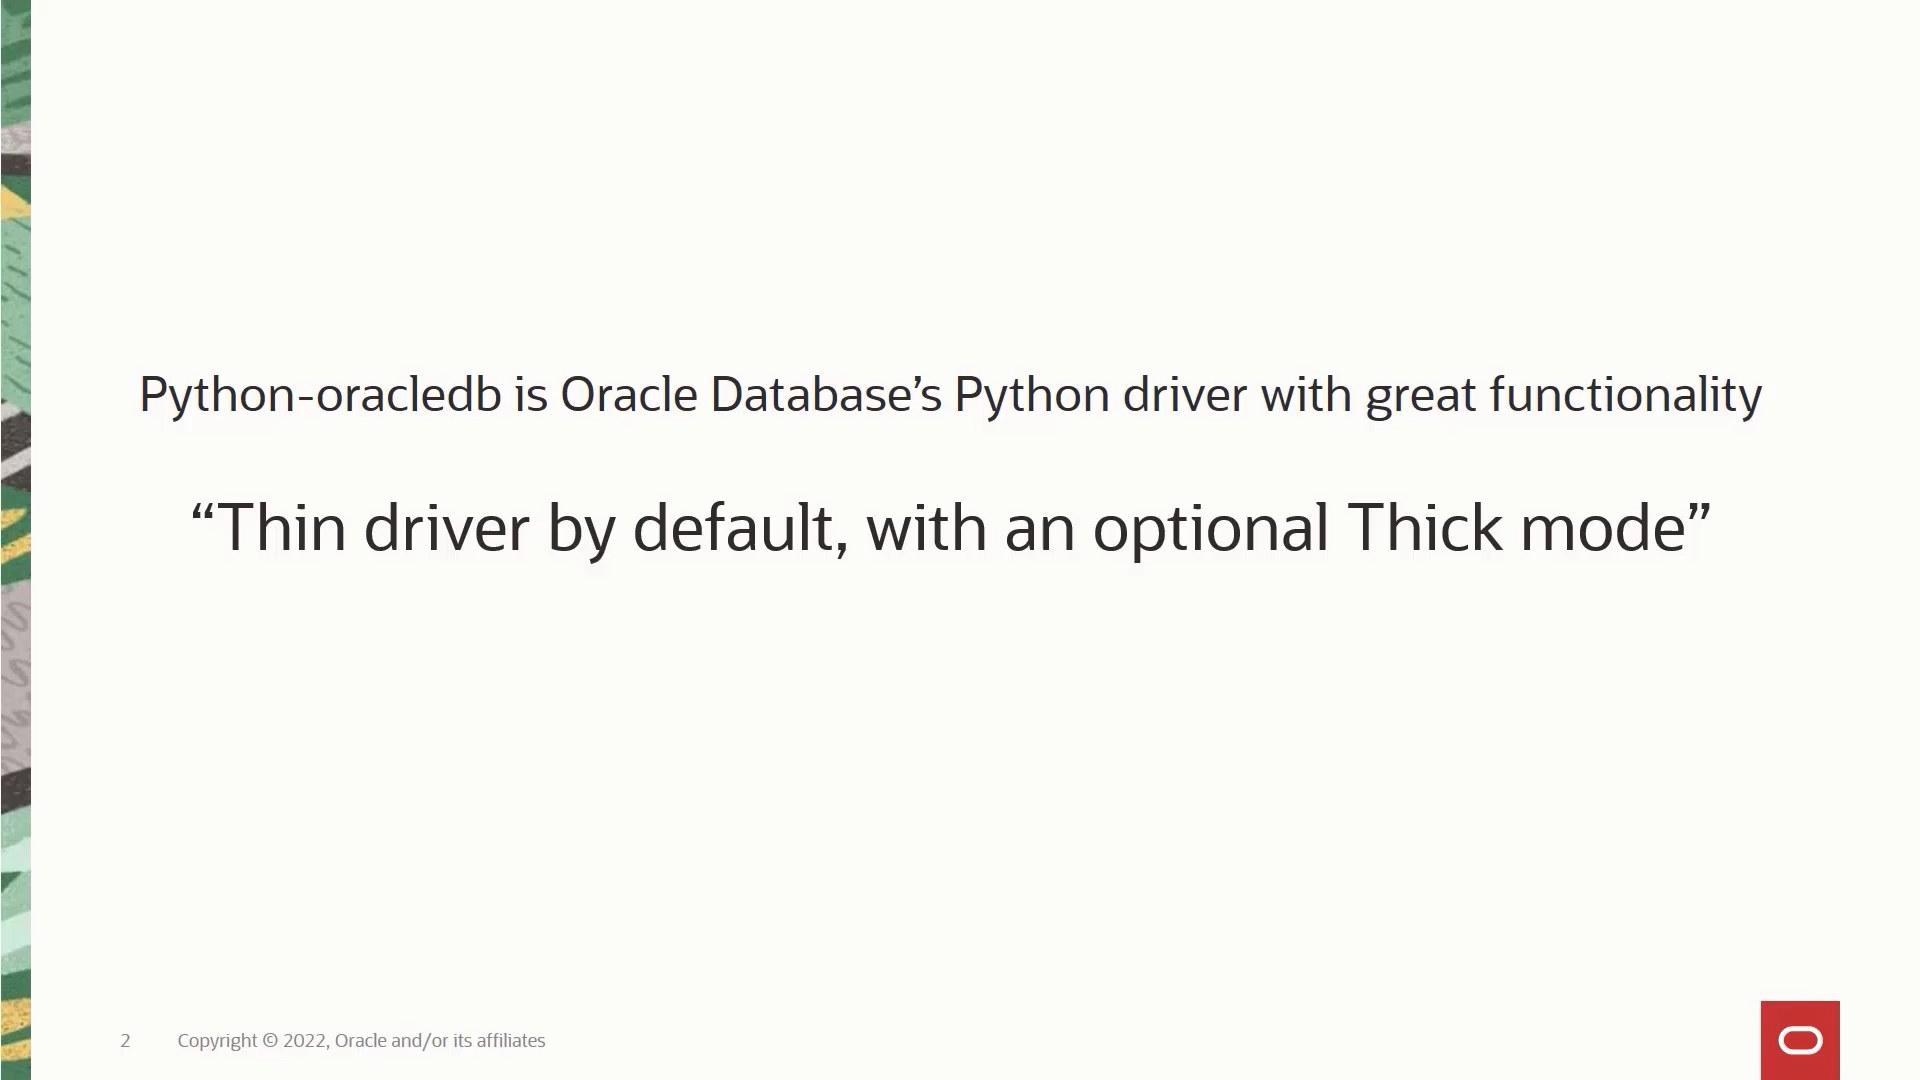 Python-oracledb is Oracle Database’s Python driver with great functionality
“Thin driver by default, with an optional Thick mode”
2 Copyright © 2022, Oracle and/or its affiliates